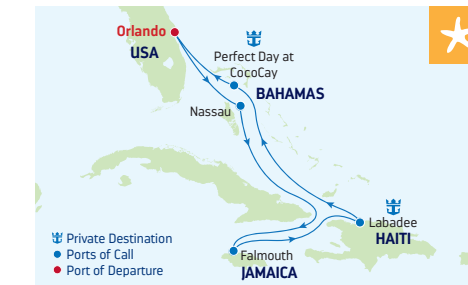 Orlando
USA
Perfect Day at
CocoCay
BAHAMAS
Nassau
Labadee
HAITI
Falmouth
JAMAICA
Private Destination
Ports of Call
Port of Departure